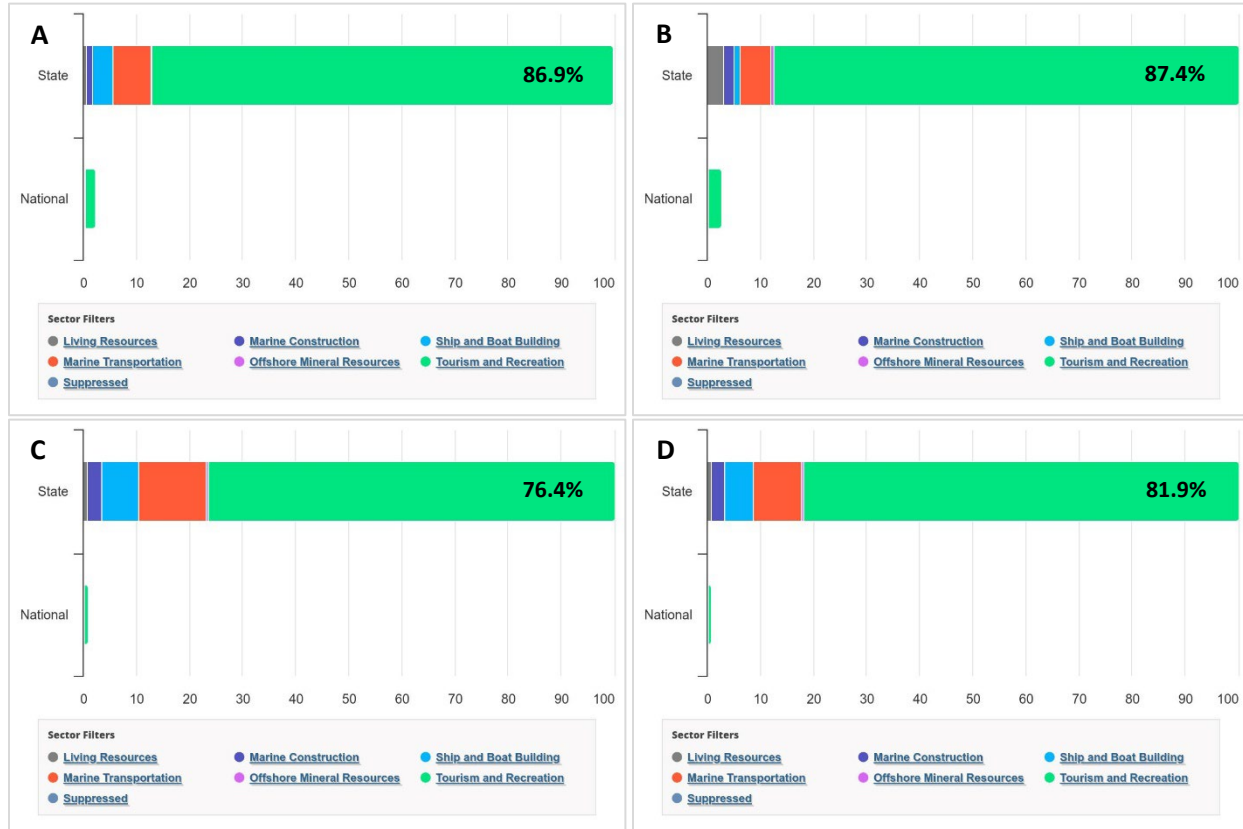 A
State
86.9%
National
0 10 20 30 40 50 60 70 80 90 100
Sector Filters
Living Resources Marine Construction Ship and Boat Building
Marine Transportation Offshore Mineral Resources Tourism and Recreation
Suppressed
B
State
87.4%
National
0 10 20 30 40 50 60 70 80 90 100
Sector Filters
Living Resources Marine Construction Ship and Boat Building
Marine Transportation Offshore Mineral Resources Tourism and Recreation
Suppressed
C
State
76.4%
National
0 10 20 30 40 50 60 70 80 90 100
Sector Filters
Living Resources Marine Construction Ship and Boat Building
Marine Transportation Offshore Mineral Resources Tourism and Recreation
Suppressed
D
State
81.9%
National
0 10 20 30 40 50 60 70 80 90 100
Sector Filters
Living Resources Marine Construction Ship and Boat Building
Marine Transportation Offshore Mineral Resources Tourism and Recreation
Suppressed